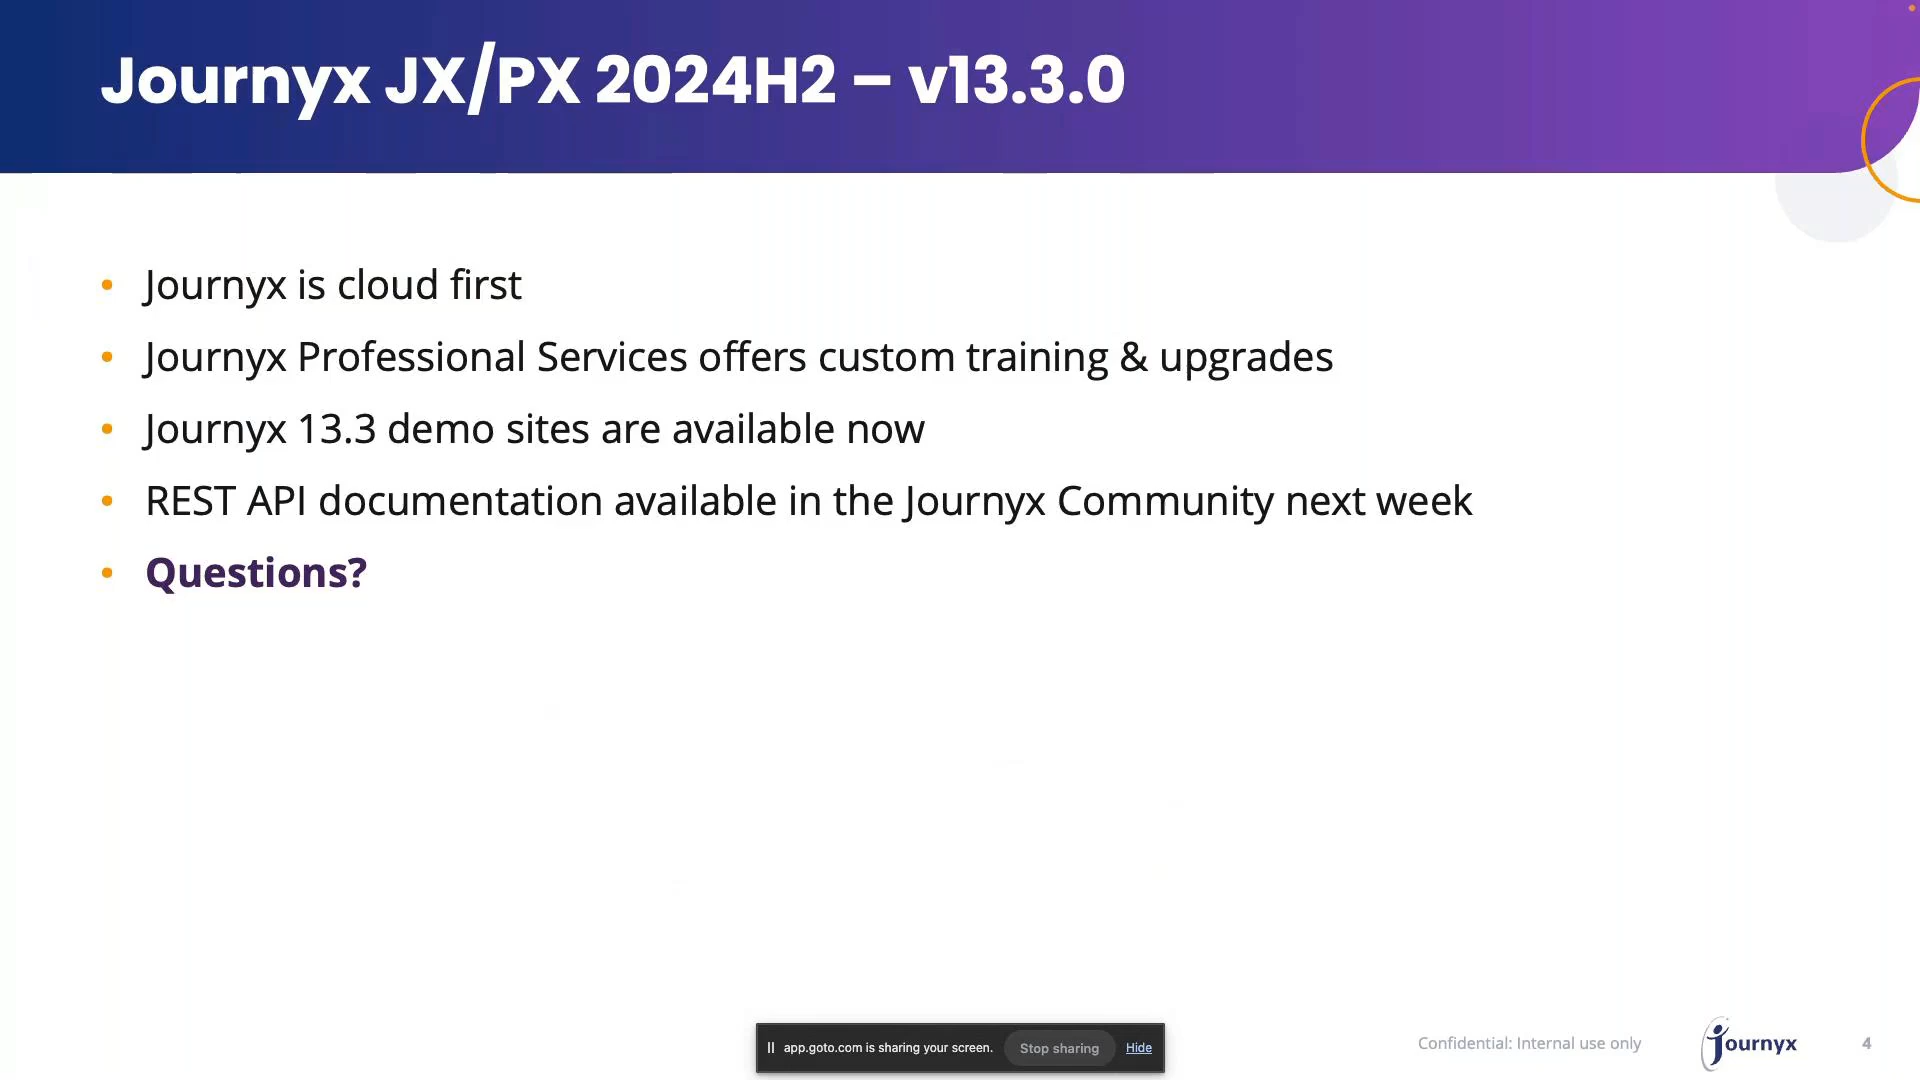 Journyx JX/PX 2024H2 – v13.3.0
• Journyx is cloud first
• Journyx Professional Services offers custom training & upgrades
• Journyx 13.3 demo sites are available now
• REST API documentation available in the Journyx Community next week
• Questions?
app.goto.com is sharing your screen. Stop sharing Hide
Confidential: Internal use only Journyx 4